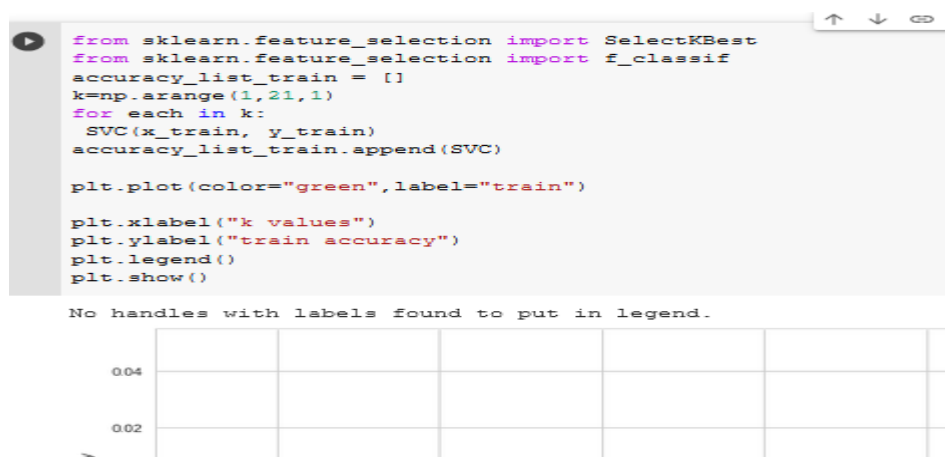 from sklearn.feature_selection import SelectKBest
from sklearn.feature_selection import f_classif
accuracy_list_train = []
k=np.arange(1,21,1)
for each in k:
 SVC(x_train, y_train)
accuracy_list_train.append(SVC)

plt.plot(color="green",label="train")

plt.xlabel("k values")
plt.ylabel("train accuracy")
plt.legend()
plt.show()
No handles with labels found to put in legend.
0.04
0.02